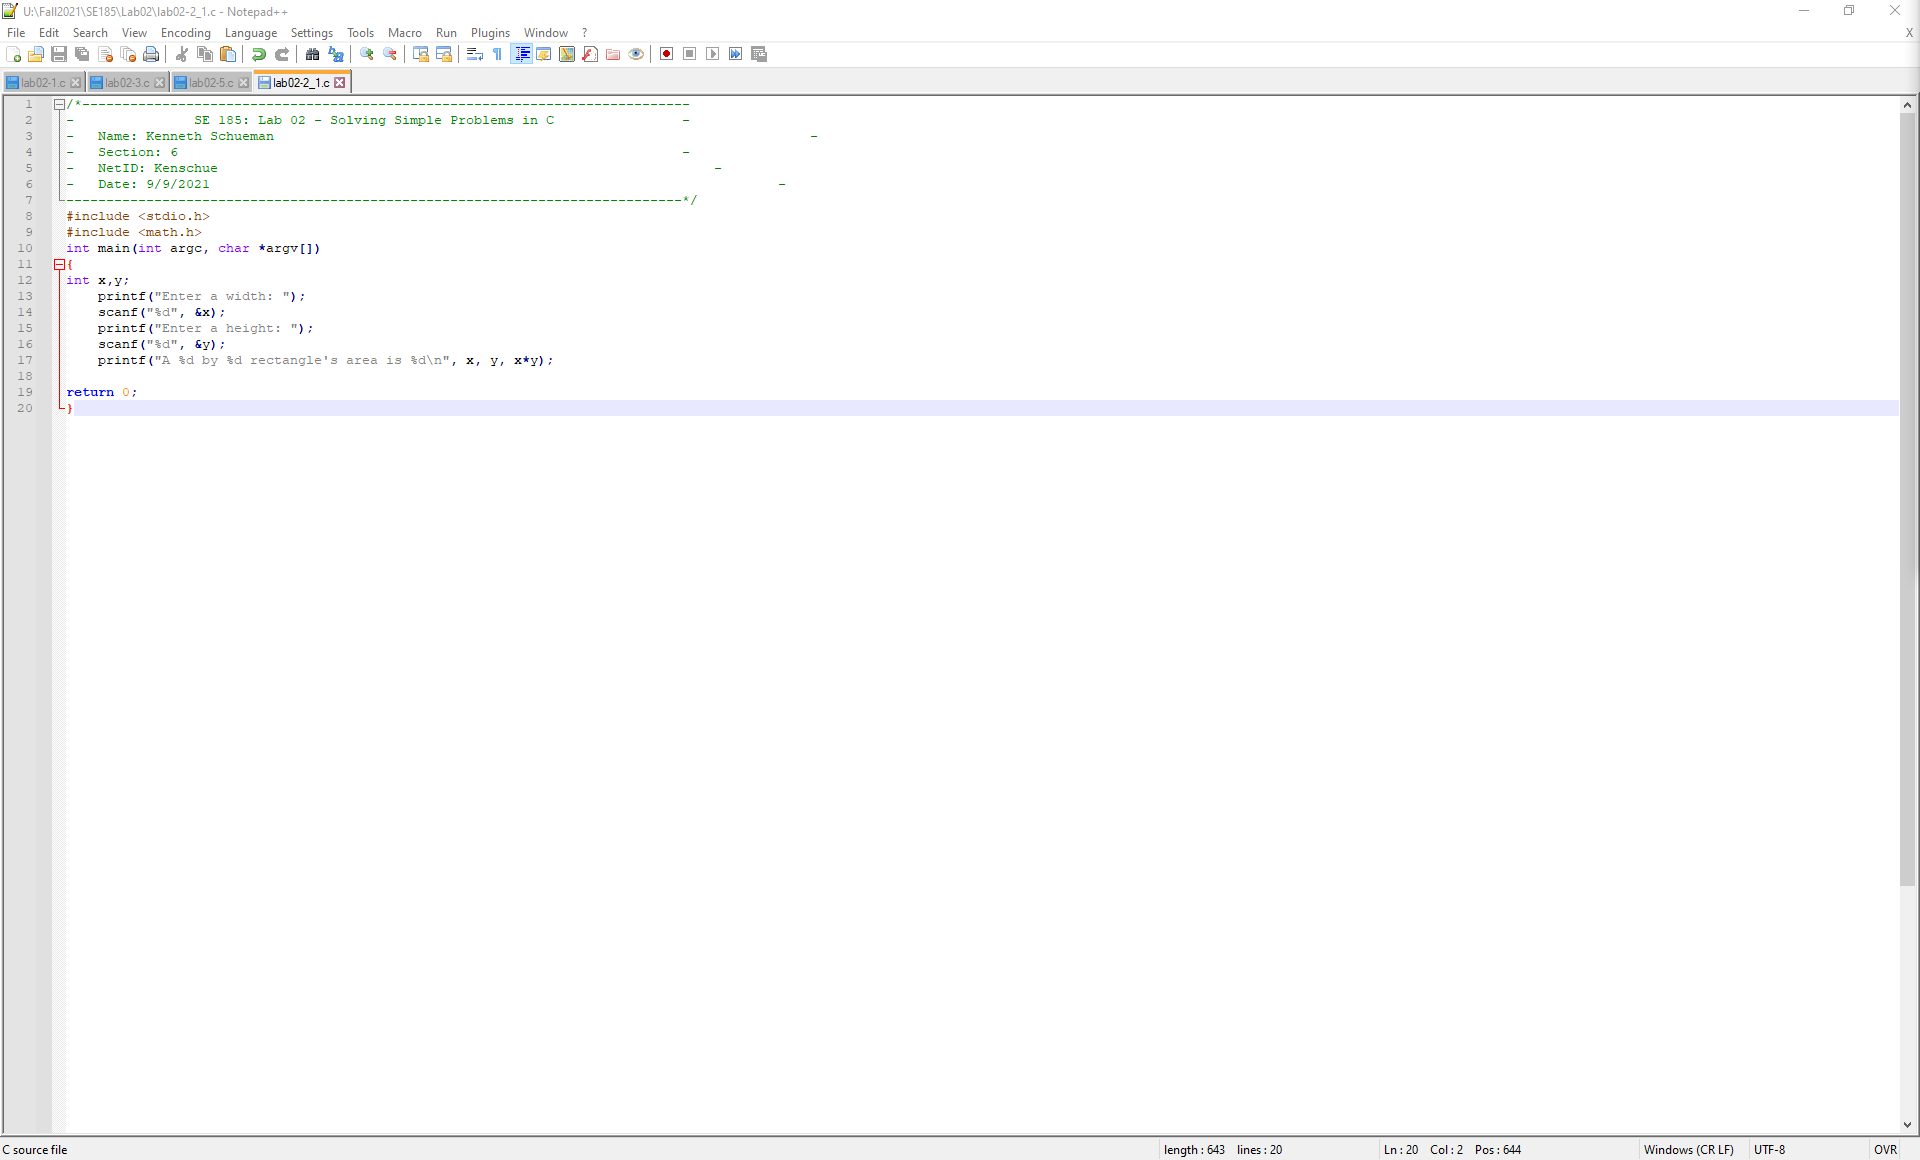 U:\Fall2021\SE185\Lab02\lab02-2_1.c - Notepad++
File Edit Search View Encoding Language Settings Tools Macro Run Plugins Window ? X
lab02-1.c lab02-3.c lab02-5.c lab02-2_1.c
1 /*----------------------------------------------------------------------------
2 - SE 185: Lab 02 - Solving Simple Problems in C -
3 - Name: Kenneth Schueman -
4 - Section: 6 -
5 - NetID: Kenschue -
6 - Date: 9/9/2021 -
7 -----------------------------------------------------------------------------*/
8 #include <stdio.h>
9 #include <math.h>
10 int main(int argc, char *argv[])
11 {
12 int x,y;
13 printf("Enter a width: ");
14 scanf("%d", &x);
15 printf("Enter a height: ");
16 scanf("%d", &y);
17 printf("A %d by %d rectangle's area is %d\n", x, y, x*y);
18
19 return 0;
20 }
C source file length : 643 lines : 20 Ln : 20 Col : 2 Pos : 644 Windows (CR LF) UTF-8 OVR